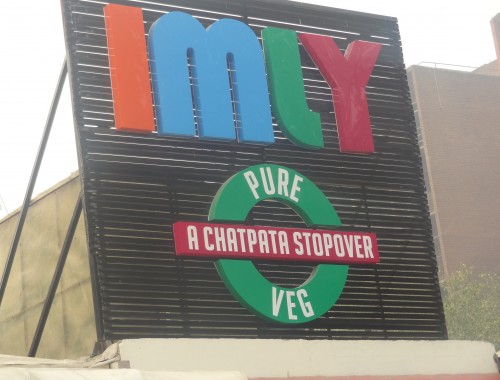 IMLY
PURE
A CHATPATA STOPOVER
VEG